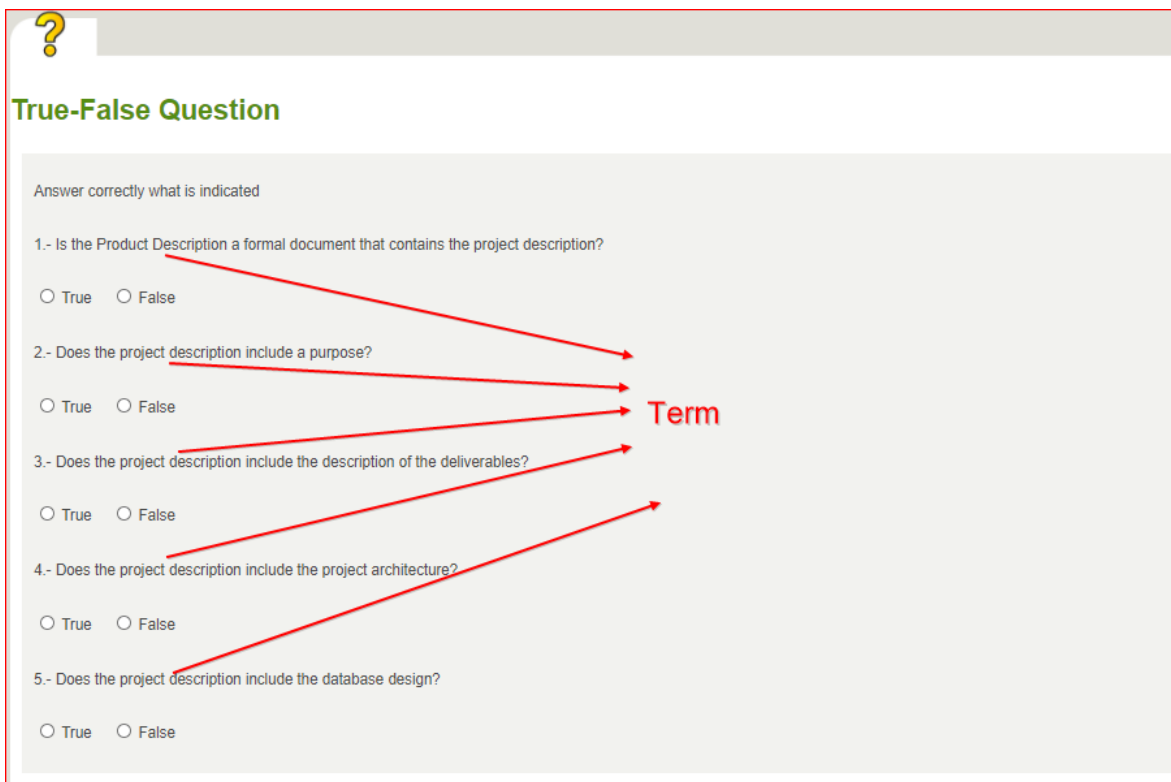 True-False Question
Answer correctly what is indicated
1.- Is the Product Description a formal document that contains the project description?
True False
2.- Does the project description include a purpose?
True False
Term
3.- Does the project description include the description of the deliverables?
True False
4.- Does the project description include the project architecture?
True False
5.- Does the project description include the database design?
True False